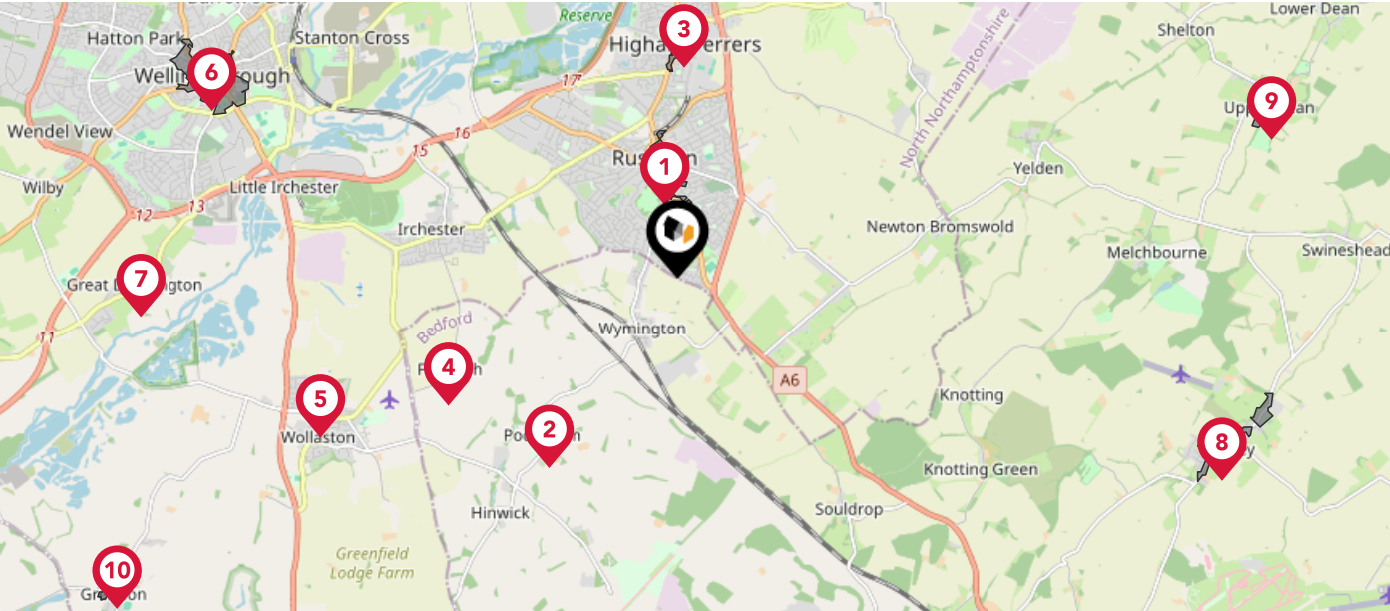 Reserve
Lower Dean
Hatton Park
Stanton Cross
3
Shelton
6
17
9
North Northamptonshire
Wendel View
16
15
1
Yelden
Wilby
Little Irchester
12
13
Irchester
Newton Bromswold
Melchbourne
Swineshead
7
Great
Bedford
Wymington
11
4
A6
5
Knotting
Wollaston
2
8
Knotting Green
Hinwick
Souldrop
Greenfield
Lodge Farm
10